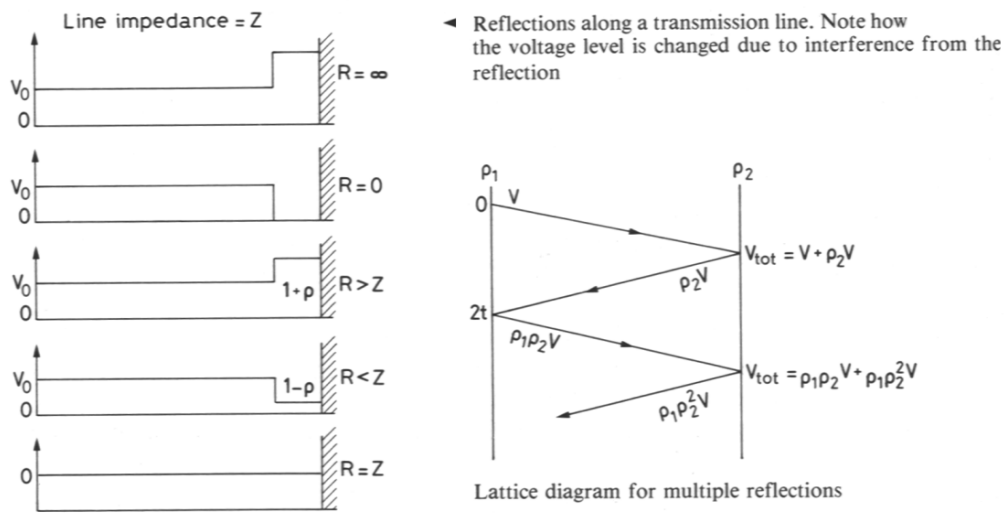 Line impedance = Z
V₀
0
R = ∞
V₀
0
R = 0
V₀
0
1+ρ
R > Z
V₀
0
1−ρ
R < Z
0
R = Z
◄ Reflections along a transmission line. Note how
the voltage level is changed due to interference from the
reflection
ρ₁
ρ₂
0
V
Vtot = V + ρ₂V
ρ₂V
2t
ρ₁ρ₂V
Vtot = ρ₁ρ₂V + ρ₁ρ₂²V
ρ₁ρ₂²V
Lattice diagram for multiple reflections